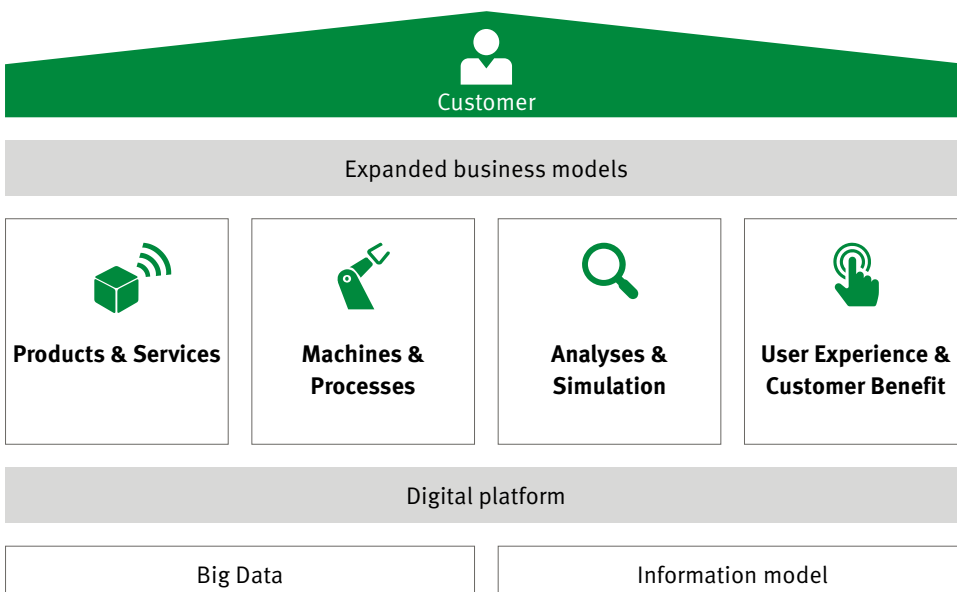 Customer
Expanded business models
Products & Services
Machines &
Processes
Analyses &
Simulation
User Experience &
Customer Benefit
Digital platform
Big Data
Information model